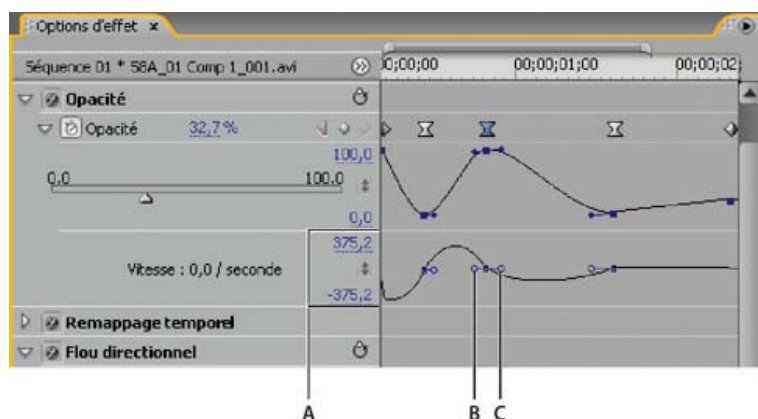 Options d'effet x
Séquence 01 * 58A_01 Comp 1_001.avi
0;00;00 00;00;01;00 00;00;02;
Opacité
Opacité 32,7 %
100,0
0.0 100.0
0,0
375,2
Vitesse : 0,0 / seconde
-375,2
Remappage temporel
Flou directionnel
A B C